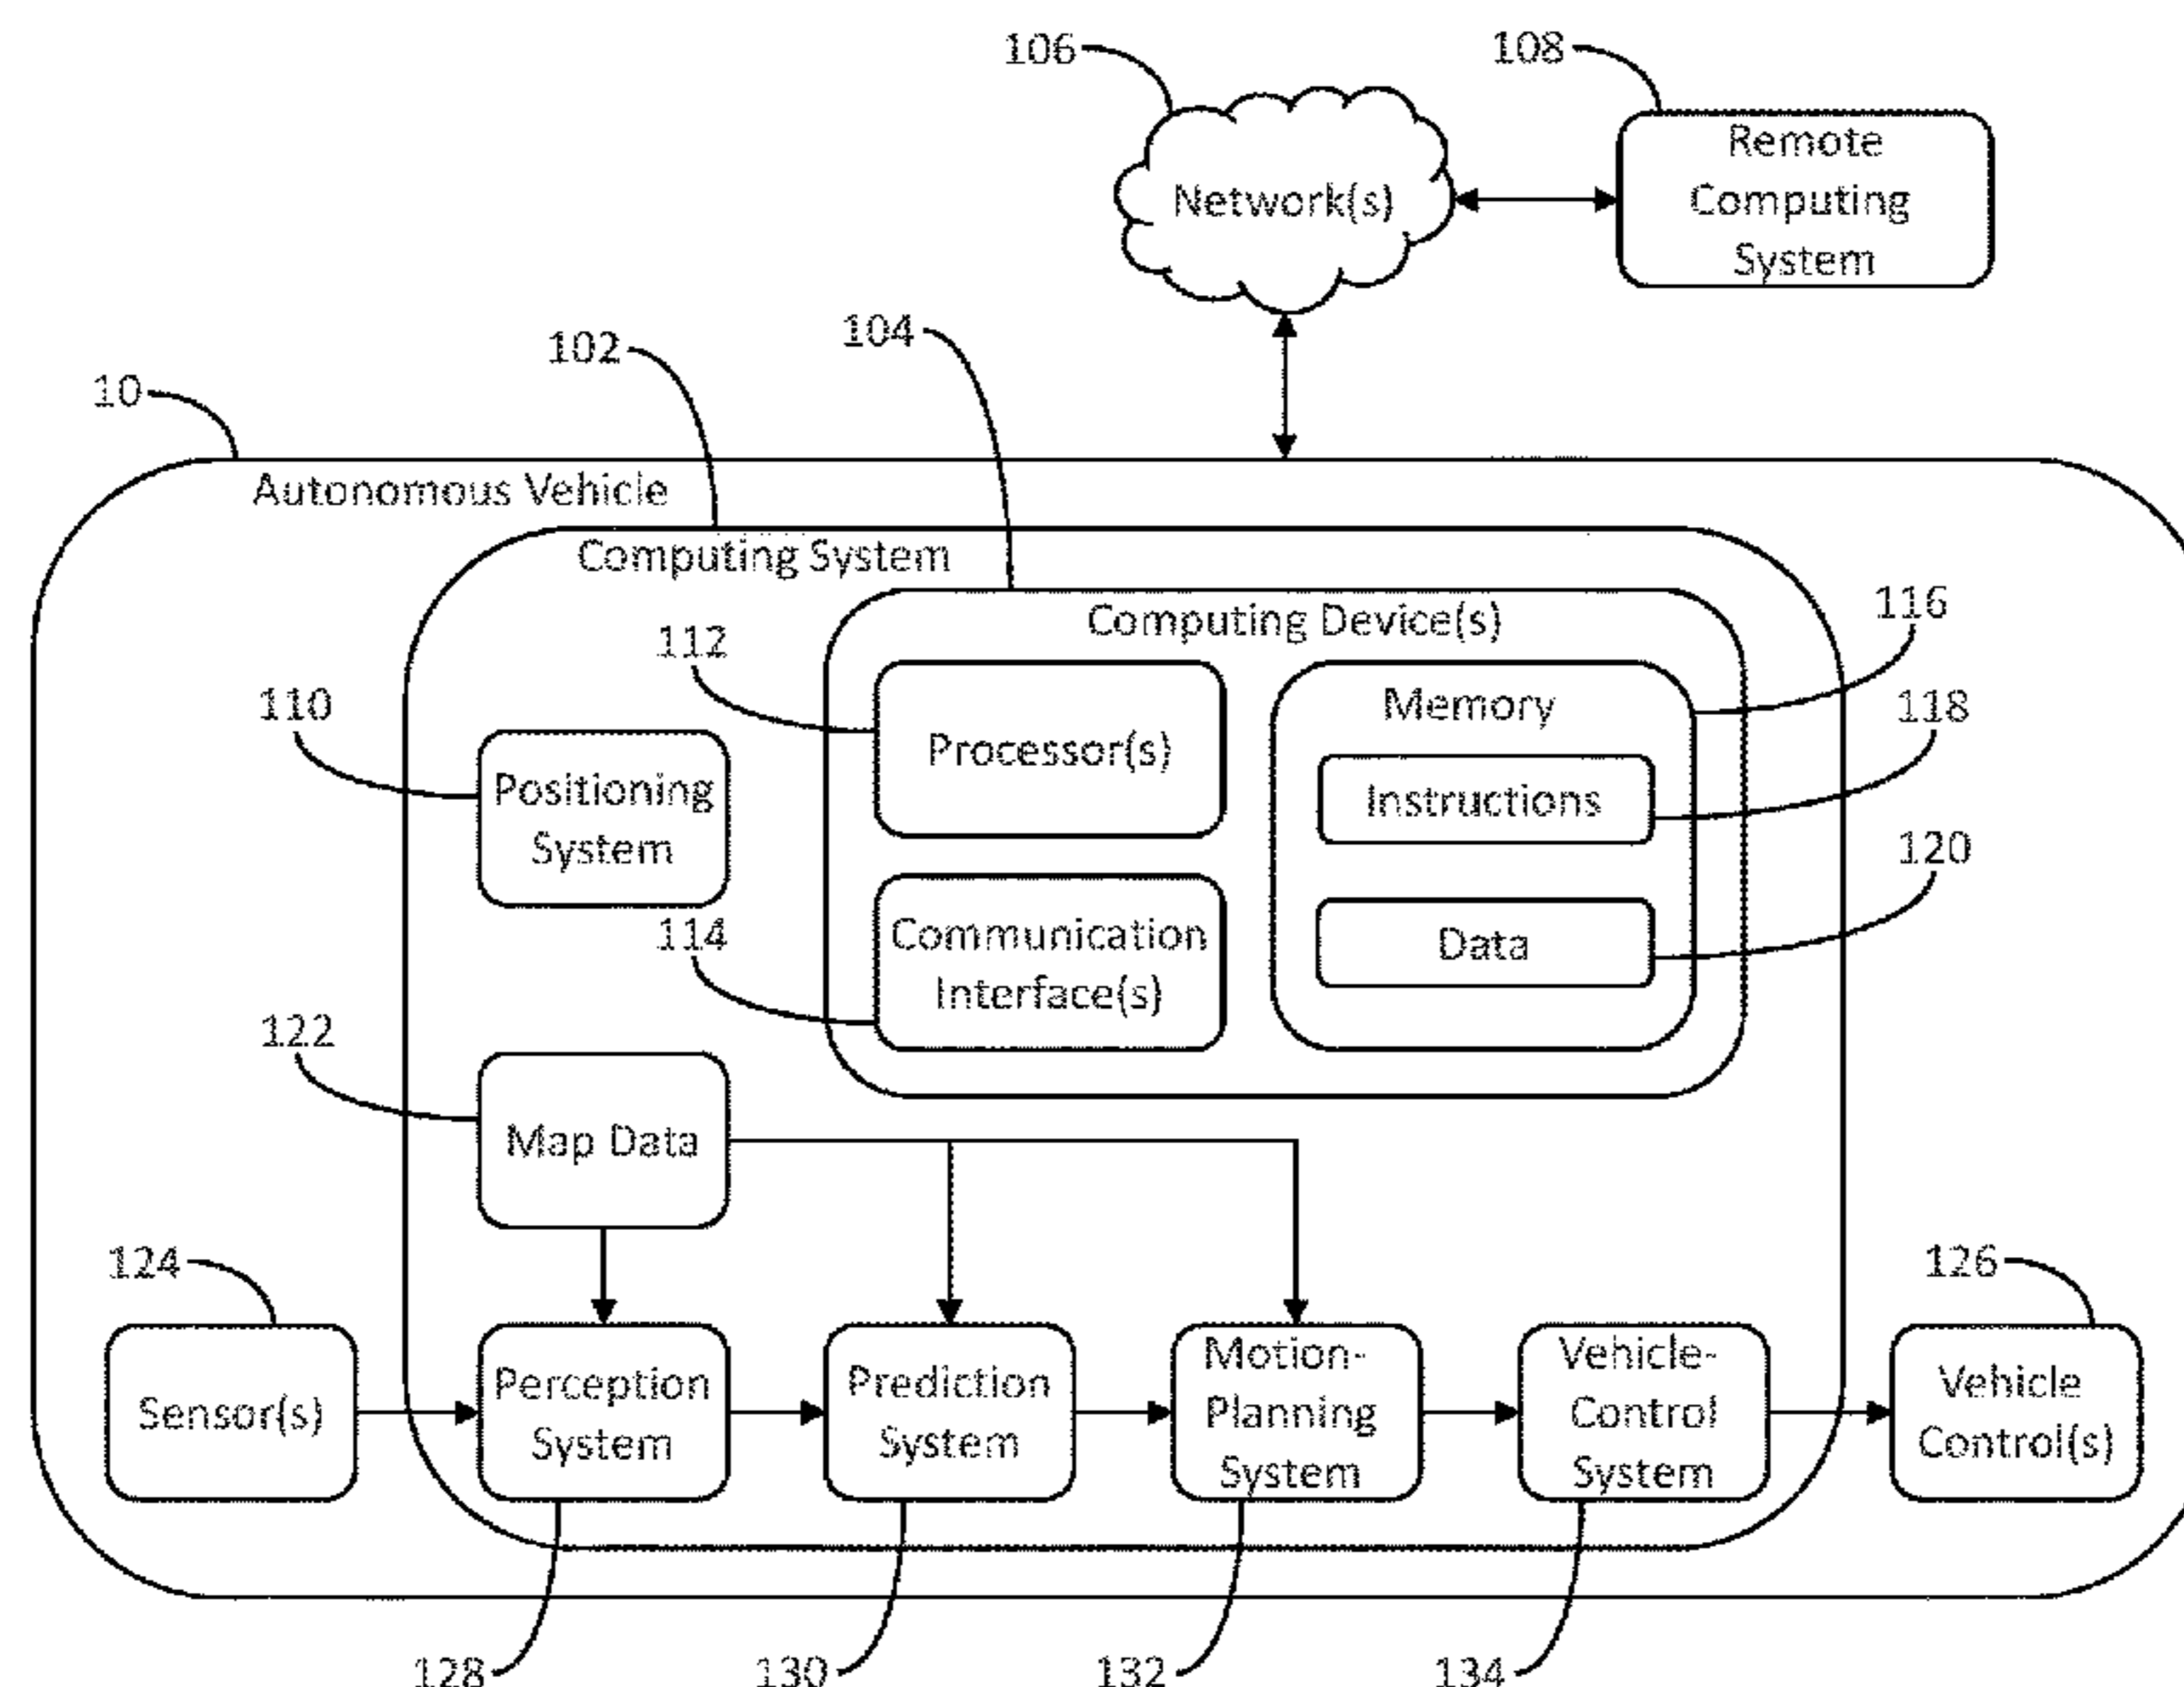 106
108
Remote
Computing
System
Network(s)
104
102
10
Autonomous Vehicle
Computing System
Computing Device(s)
116
112
110
Memory
118
Processor(s)
Positioning
System
Instructions
120
114
Communication
Interface(s)
Data
122
Map Data
124
126
Sensor(s)
Perception
System
Prediction
System
Motion-
Planning
System
Vehicle-
Control
System
Vehicle
Control(s)
128
130
132
134